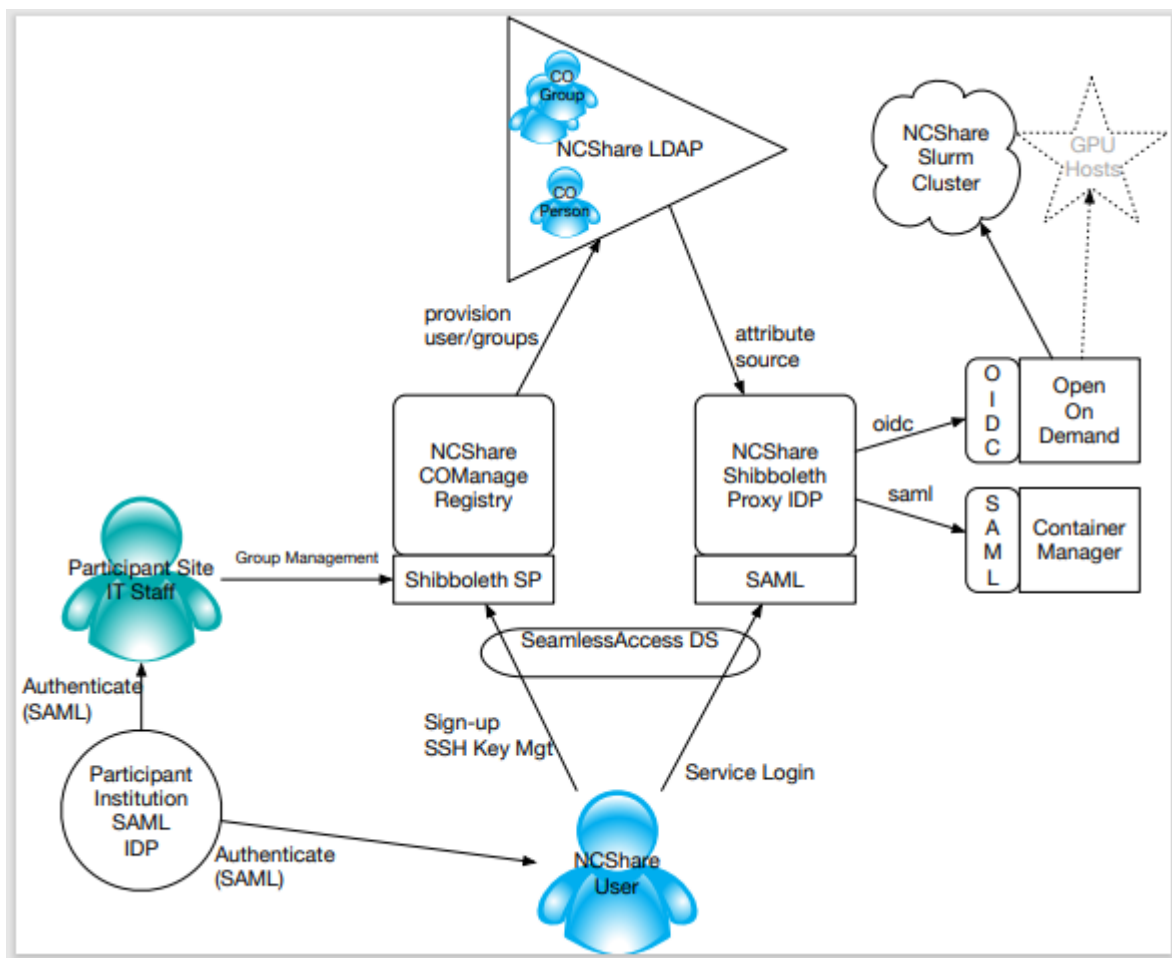 CO
Group
NCShare LDAP
CO
Person
NCShare
Slurm
Cluster
GPU
Hosts
provision
user/groups
attribute
source
NCShare
COManage
Registry
Shibboleth SP
NCShare
Shibboleth
Proxy IDP
SAML
oidc
saml
O
I
D
C
Open
On
Demand
S
A
M
L
Container
Manager
Participant Site
IT Staff
Group Management
SeamlessAccess DS
Authenticate
(SAML)
Sign-up
SSH Key Mgt
Service Login
Participant
Institution
SAML
IDP
Authenticate
(SAML)
NCShare
User